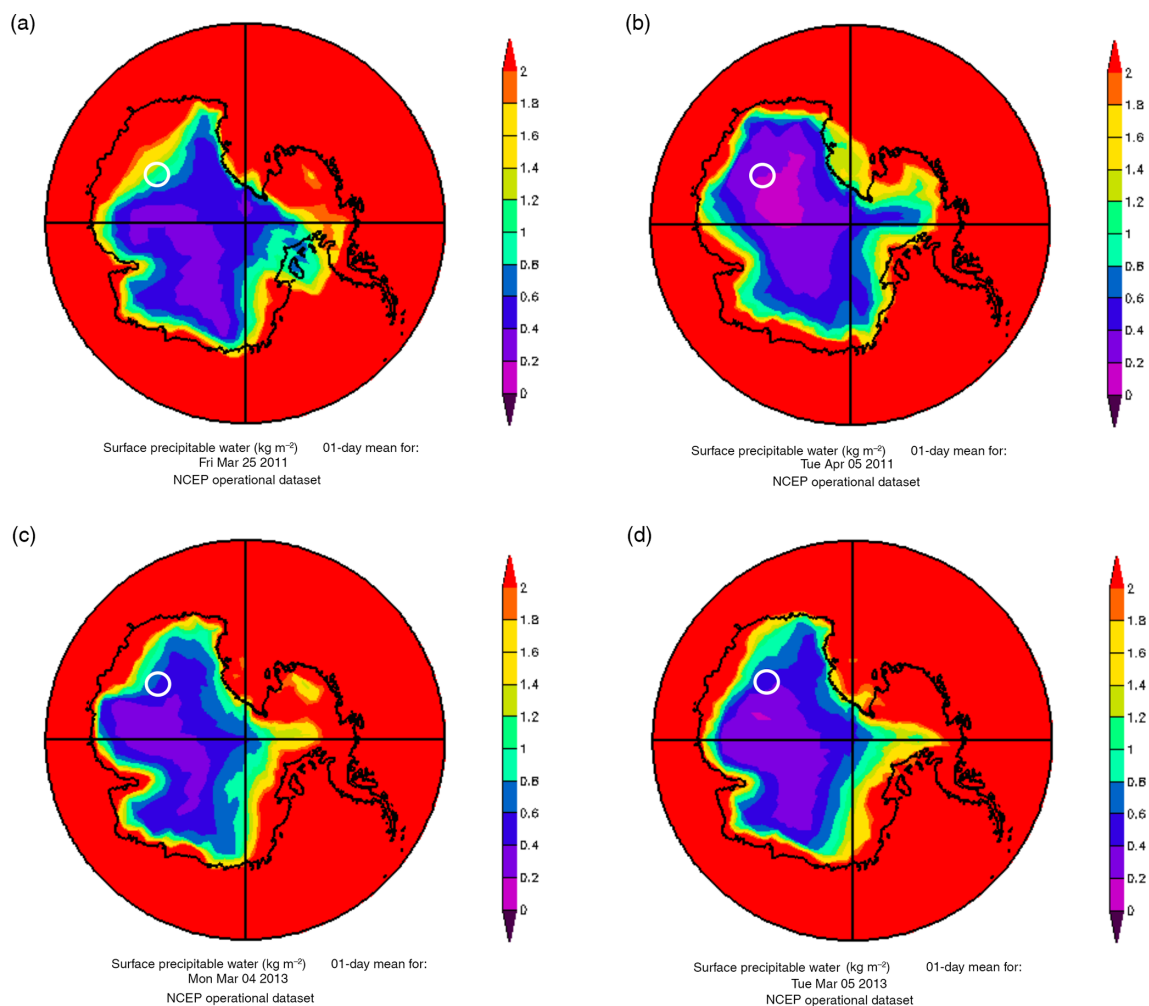 (a)
2
1.8
1.6
1.4
1.2
1
0.8
0.6
0.4
0.2
0
Surface precipitable water (kg m⁻²) 01-day mean for:
Fri Mar 25 2011
NCEP operational dataset
(b)
2
1.8
1.6
1.4
1.2
1
0.8
0.6
0.4
0.2
0
Surface precipitable water (kg m⁻²) 01-day mean for:
Tue Apr 05 2011
NCEP operational dataset
(c)
2
1.8
1.6
1.4
1.2
1
0.8
0.6
0.4
0.2
0
Surface precipitable water (kg m⁻²) 01-day mean for:
Mon Mar 04 2013
NCEP operational dataset
(d)
2
1.8
1.6
1.4
1.2
1
0.8
0.6
0.4
0.2
0
Surface precipitable water (kg m⁻²) 01-day mean for:
Tue Mar 05 2013
NCEP operational dataset